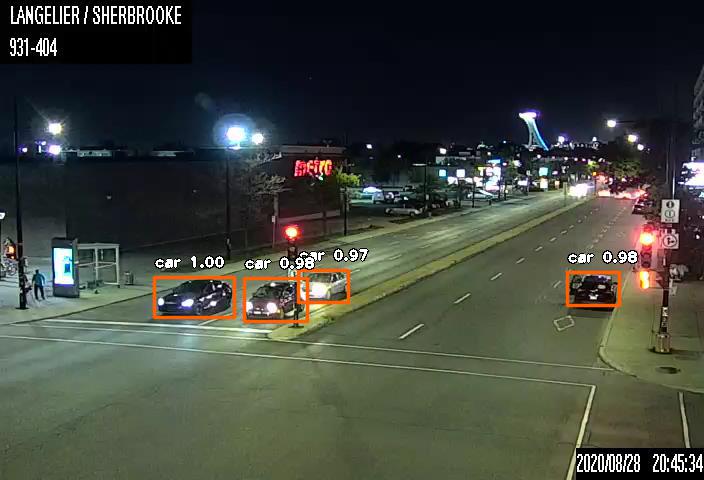 LANGELIER / SHERBROOKE
931-404
metro
car 1.00
car 0.98
car 0.97
car 0.98
2020/08/28 20:45:34